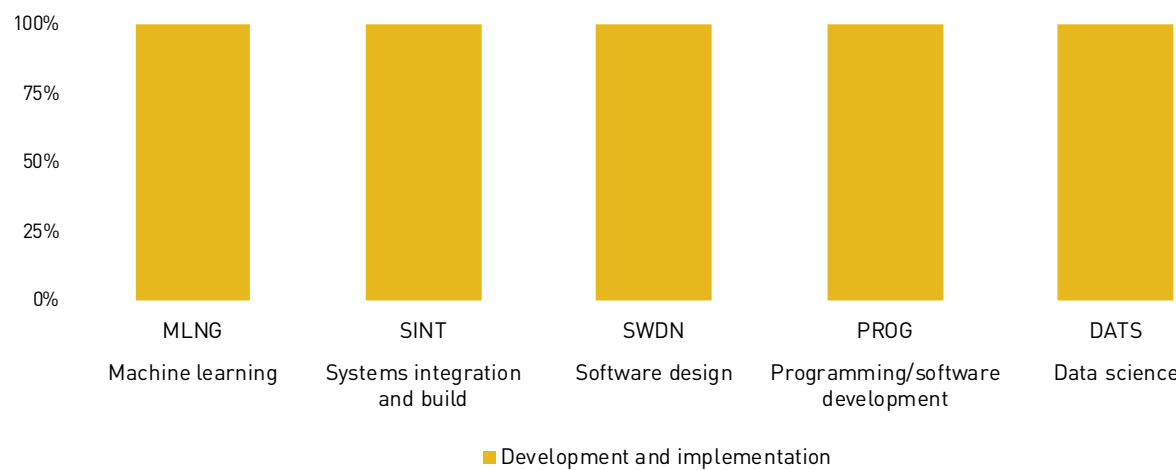 100%
75%
50%
25%
0%
MLNG
SINT
SWDN
PROG
DATS
Machine learning
Systems integration
and build
Software design
Programming/software
development
Data science
Development and implementation